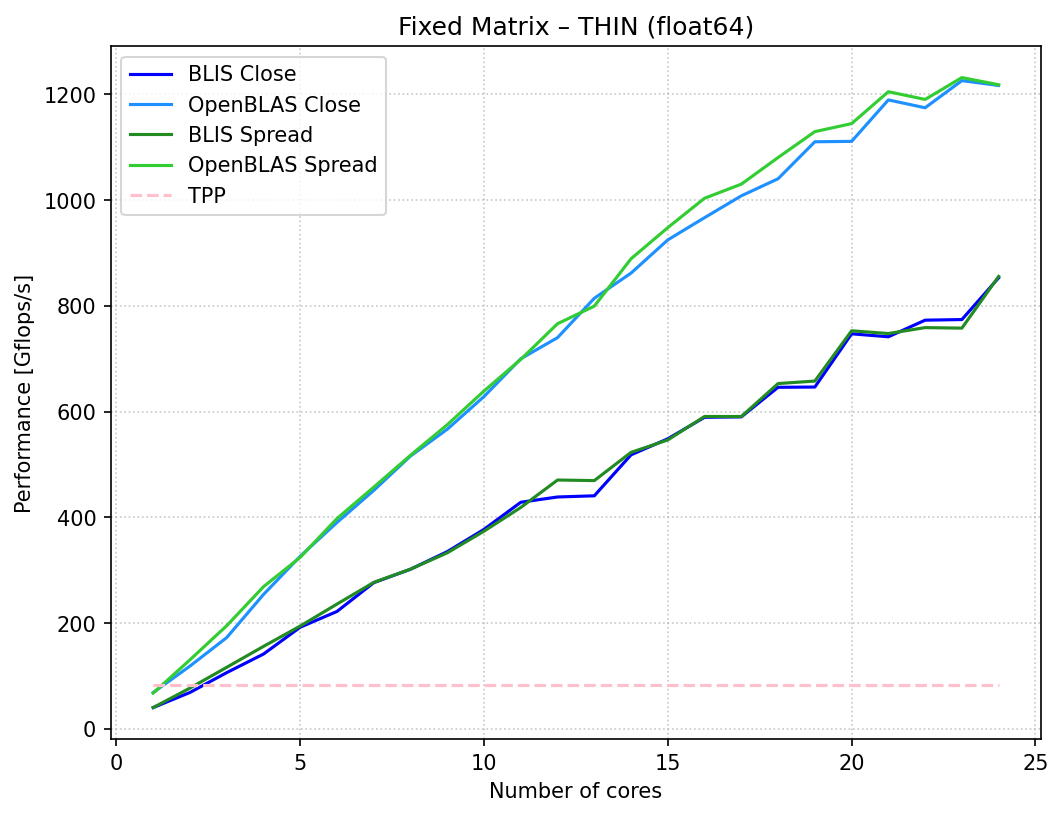 Fixed Matrix – THIN (float64)
BLIS Close
OpenBLAS Close
BLIS Spread
OpenBLAS Spread
TPP
Performance [Gflops/s]
1200
1000
800
600
400
200
0
0 5 10 15 20 25
Number of cores